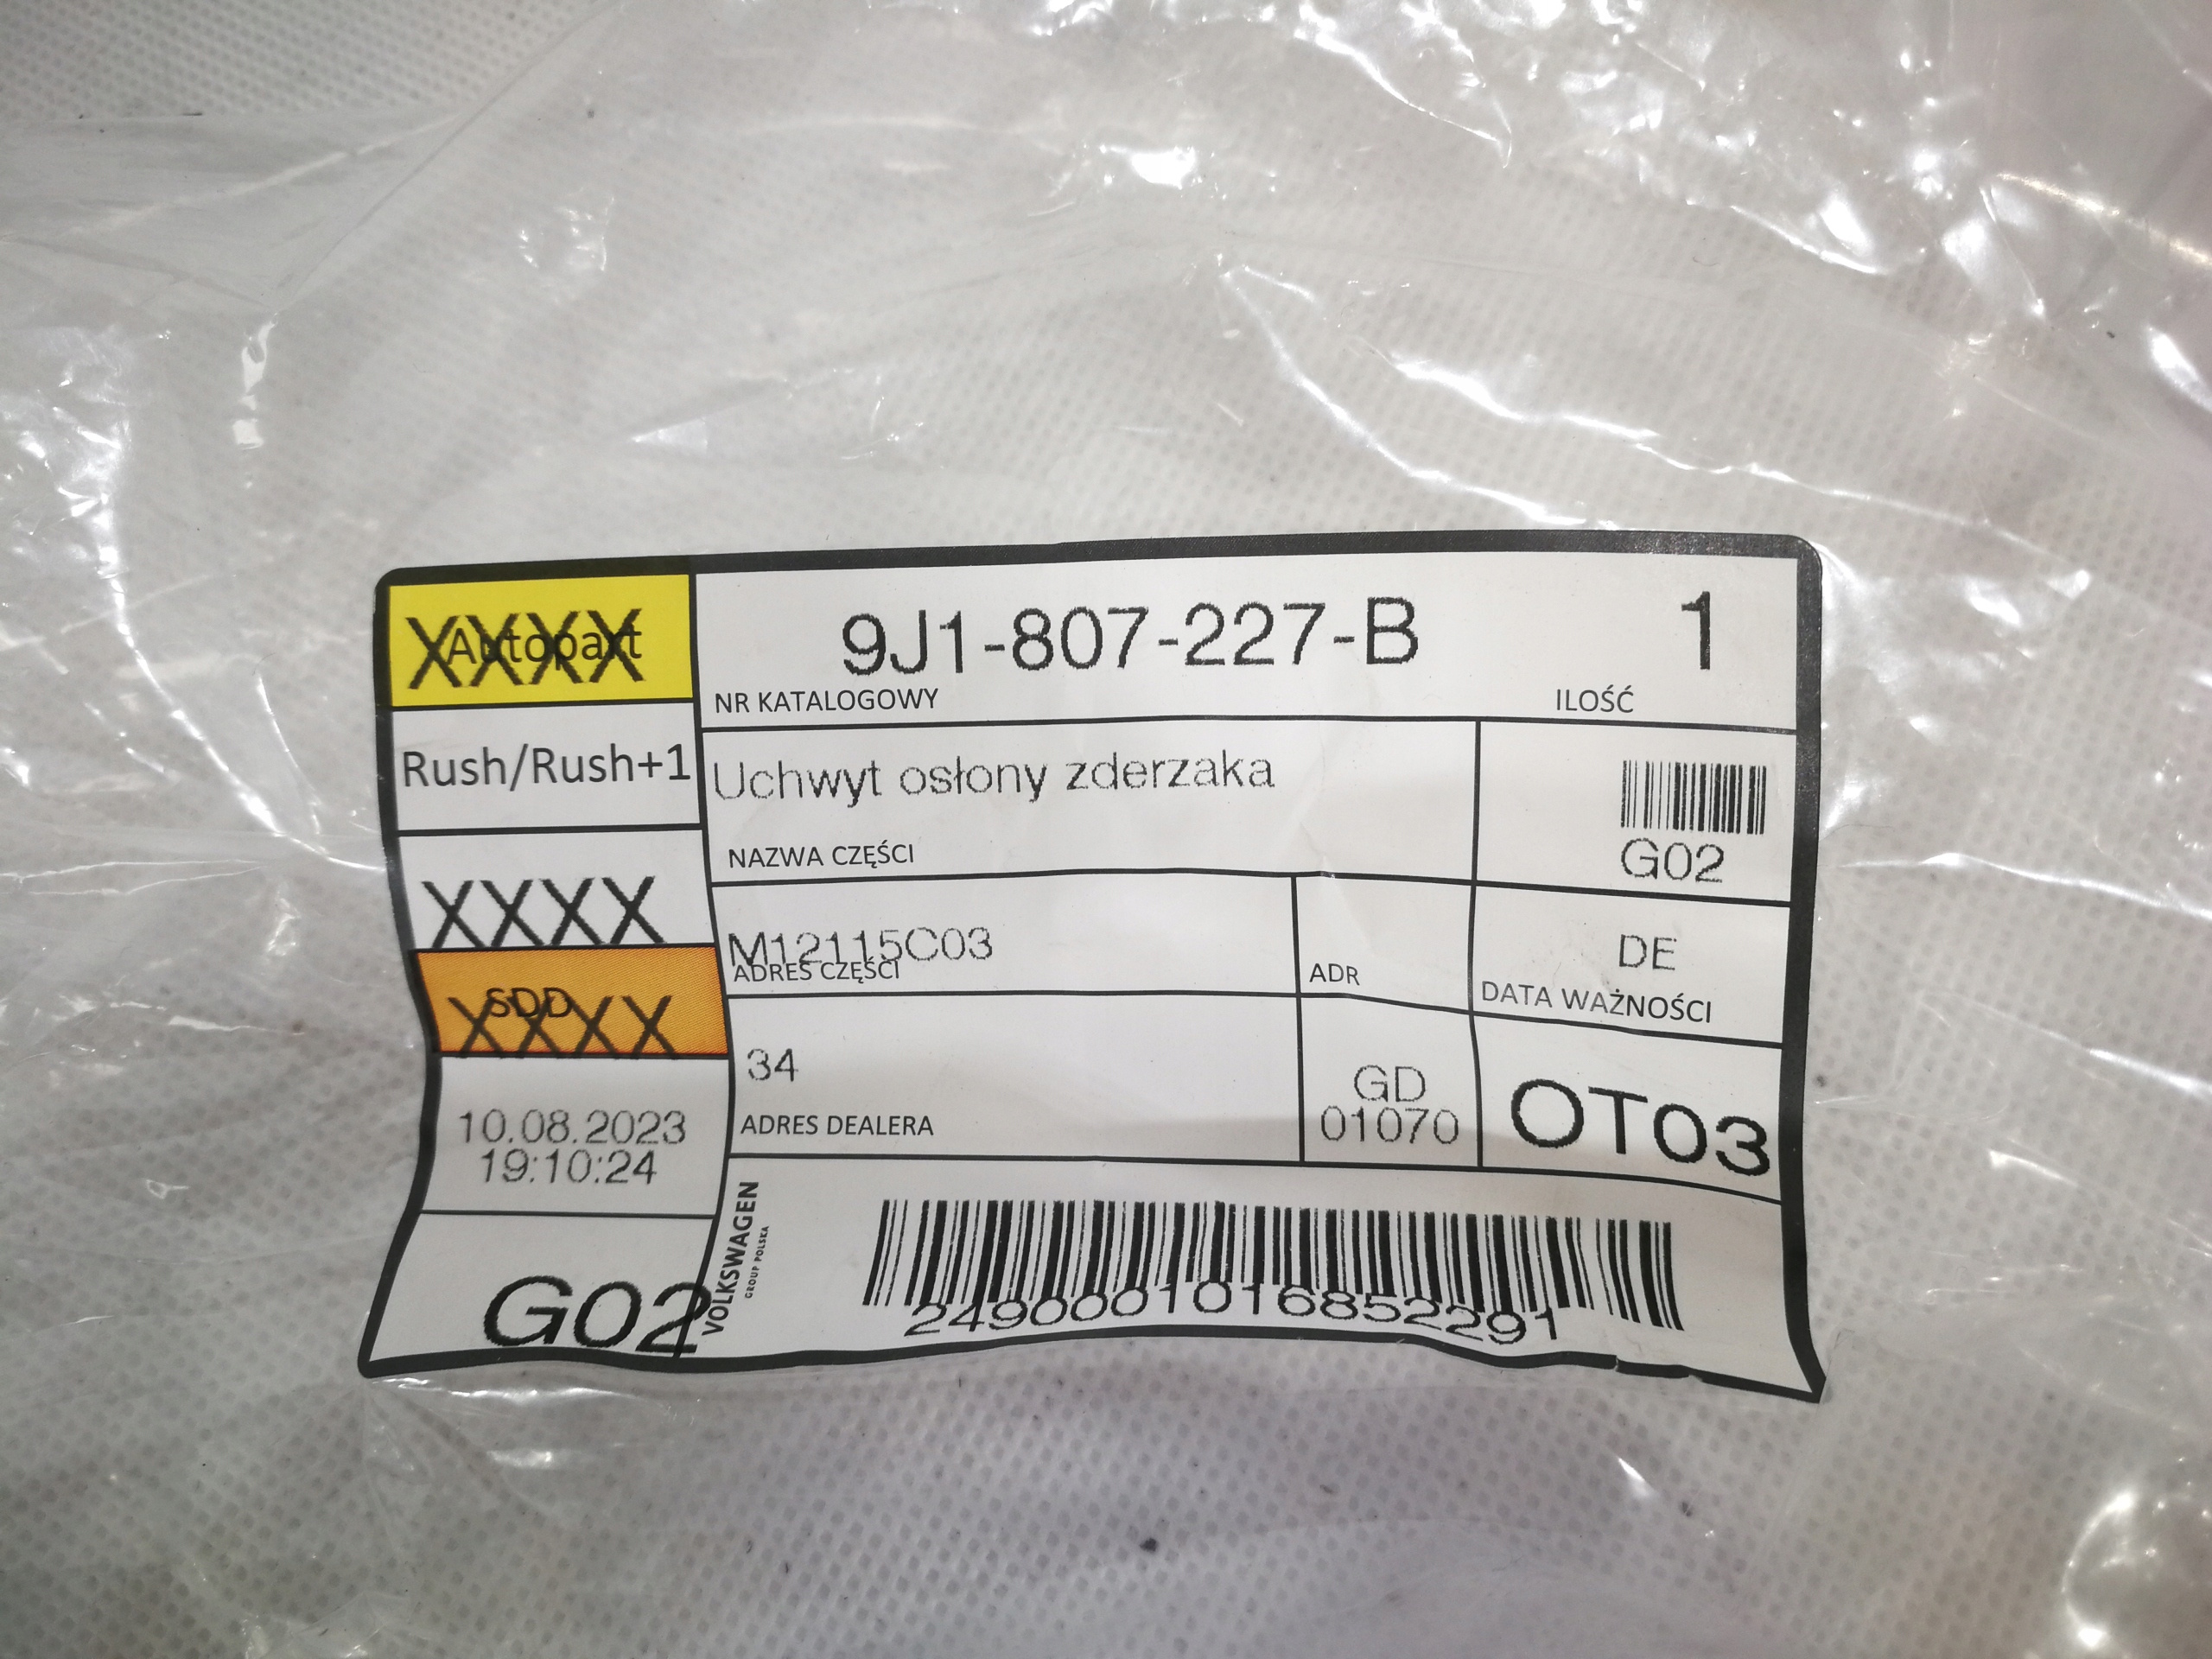 XXXX
Autopart
9J1-807-227-B
1
NR KATALOGOWY
ILOŚĆ
Rush/Rush+1
Uchwyt osłony zderzaka
NAZWA CZĘŚCI
G02
XXXX
M12115C03
ADRES CZĘŚCI
ADR
DE
DATA WAŻNOŚCI
SDD
XXXX
34
ADRES DEALERA
GD
01070
OT03
10.08.2023
19:10:24
G02
VOLKSWAGEN
GROUP POLSKA
2490001016852291